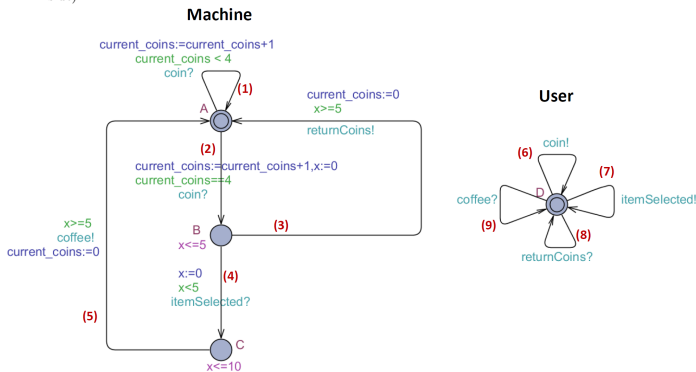 Machine
current_coins:=current_coins+1
current_coins < 4
coin?
(1)
A
current_coins:=0
x>=5
returnCoins!
(2)
current_coins:=current_coins+1,x:=0
current_coins==4
coin?
B
x<=5
(3)
x>=5
coffee!
current_coins:=0
x:=0
x<5
itemSelected?
(4)
(5)
C
x<=10
User
coin!
(6)
(7)
D
coffee?
itemSelected!
(9)
(8)
returnCoins?